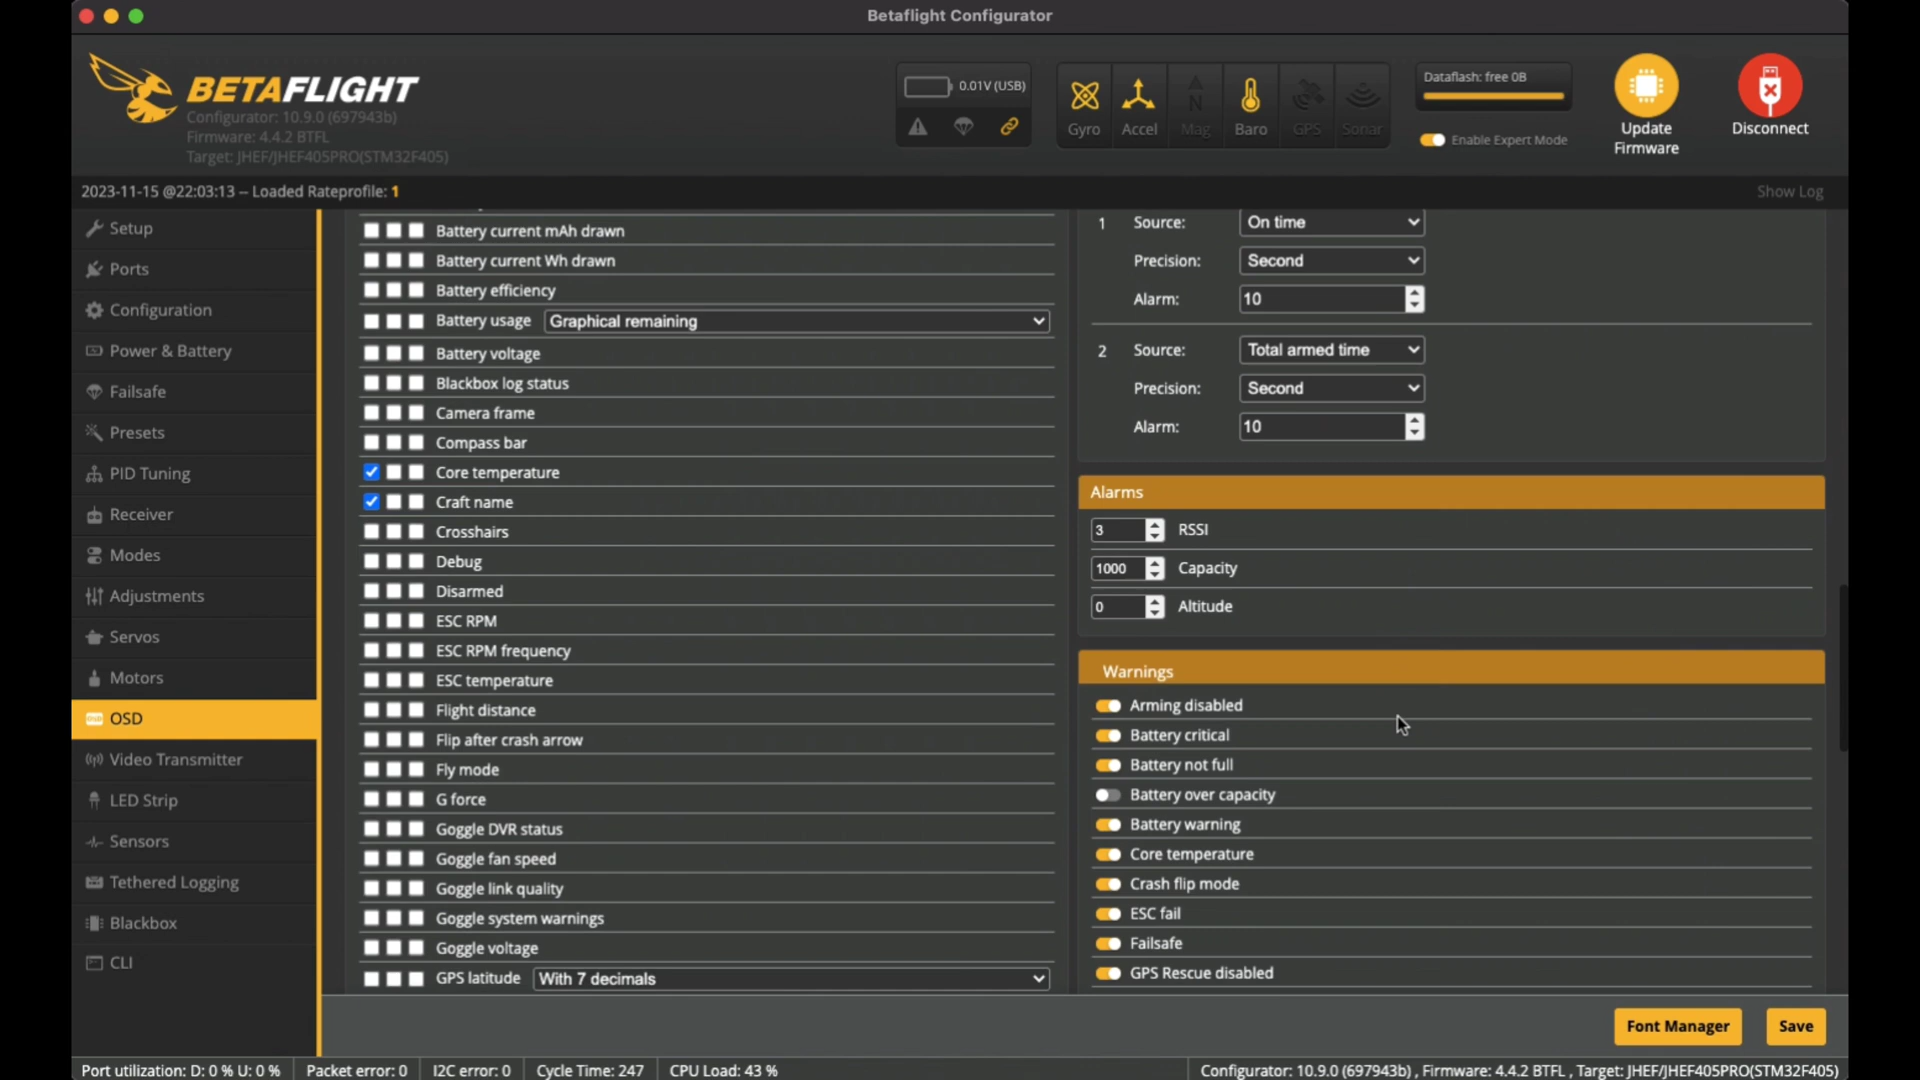 Betaflight Configurator
BETAFLIGHT
Configurator: 10.9.0 (697943b)
Firmware: 4.4.2 BTFL
Target: JHEF/JHEF405PRO(STM32F405)
0.01V (USB)
Gyro
Accel
Mag
Baro
GPS
Sonar
Dataflash: free 0B
Enable Expert Mode
Update
Firmware
Disconnect
2023-11-15 @22:03:13 -- Loaded Rateprofile: 1
Show Log
Setup
Ports
Configuration
Power & Battery
Failsafe
Presets
PID Tuning
Receiver
Modes
Adjustments
Servos
Motors
OSD
Video Transmitter
LED Strip
Sensors
Tethered Logging
Blackbox
CLI
Battery current mAh drawn
Battery current Wh drawn
Battery efficiency
Battery usage Graphical remaining
Battery voltage
Blackbox log status
Camera frame
Compass bar
Core temperature
Craft name
Crosshairs
Debug
Disarmed
ESC RPM
ESC RPM frequency
ESC temperature
Flight distance
Flip after crash arrow
Fly mode
G force
Goggle DVR status
Goggle fan speed
Goggle link quality
Goggle system warnings
Goggle voltage
GPS latitude With 7 decimals
1 Source: On time
Precision: Second
Alarm: 10
2 Source: Total armed time
Precision: Second
Alarm: 10
Alarms
3 RSSI
1000 Capacity
0 Altitude
Warnings
Arming disabled
Battery critical
Battery not full
Battery over capacity
Battery warning
Core temperature
Crash flip mode
ESC fail
Failsafe
GPS Rescue disabled
Font Manager
Save
Port utilization: D: 0 % U: 0 %
Packet error: 0
I2C error: 0
Cycle Time: 247
CPU Load: 43 %
Configurator: 10.9.0 (697943b) , Firmware: 4.4.2 BTFL , Target: JHEF/JHEF405PRO(STM32F405)